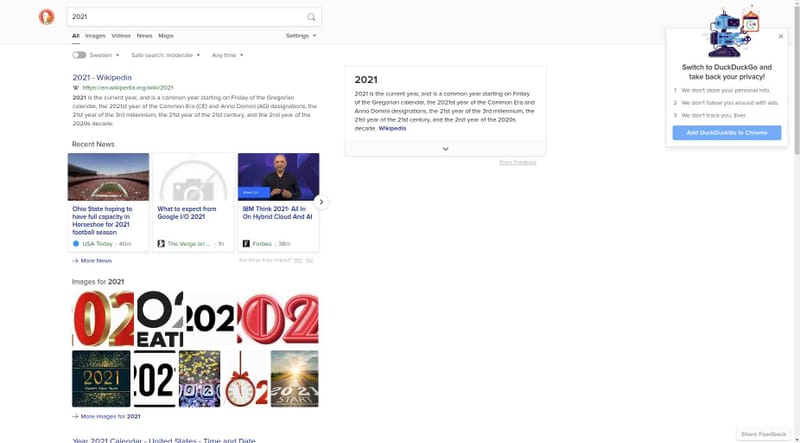 2021
All Images Videos News Maps Settings
Sweden Safe search: moderate Any time
2021 - Wikipedia
https://en.wikipedia.org/wiki/2021
2021 is the current year, and is a common year starting on Friday of the Gregorian
calendar, the 2021st year of the Common Era (CE) and Anno Domini (AD) designations, the
21st year of the 3rd millennium, the 21st year of the 21st century, and the 2nd year of the
2020s decade.
Recent News
Ohio State hoping to
have full capacity in
Horseshoe for 2021
football season
USA Today 40m
What to expect from
Google I/O 2021
The Verge on ... 1h
IBM Think 2021- All In
On Hybrid Cloud And AI
Forbes 38m
More News
Are these links helpful? Yes No
Images for 2021
2021
2021
START
More Images for 2021
Year 2021 Calendar - United States - Time and Date
2021
2021 is the current year, and is a common year starting on Friday
of the Gregorian calendar, the 2021st year of the Common Era and
Anno Domini designations, the 21st year of the 3rd millennium, the
21st year of the 21st century, and the 2nd year of the 2020s
decade. Wikipedia
Share Feedback
Switch to DuckDuckGo and
take back your privacy!
1 We don't store your personal info.
2 We don't follow you around with ads.
3 We don't track you. Ever.
Add DuckDuckGo to Chrome
Share Feedback